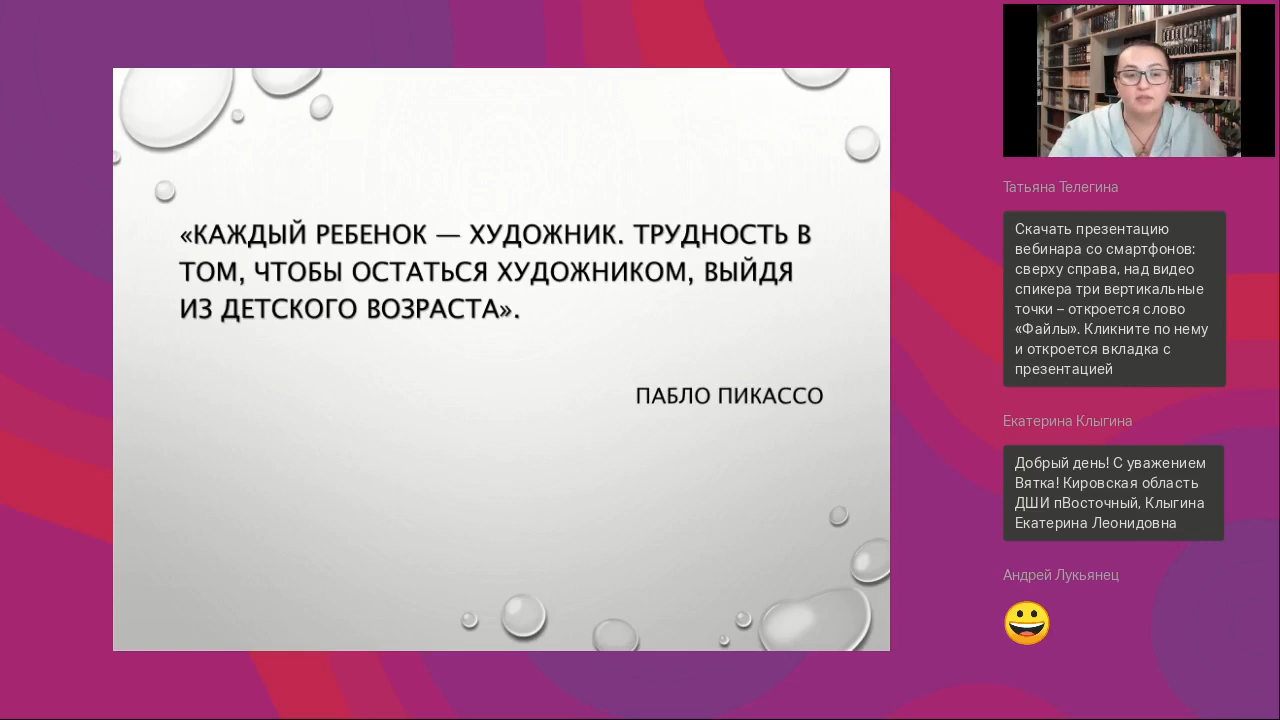 «КАЖДЫЙ РЕБЕНОК — ХУДОЖНИК. ТРУДНОСТЬ В
ТОМ, ЧТОБЫ ОСТАТЬСЯ ХУДОЖНИКОМ, ВЫЙДЯ
ИЗ ДЕТСКОГО ВОЗРАСТА».
ПАБЛО ПИКАССО
Татьяна Телегина
Скачать презентацию
вебинара со смартфонов:
сверху справа, над видео
спикера три вертикальные
точки – откроется слово
«Файлы». Кликните по нему
и откроется вкладка с
презентацией
Екатерина Клыгина
Добрый день! С уважением
Вятка! Кировская область
ДШИ пВосточный, Клыгина
Екатерина Леонидовна
Андрей Лукьянец